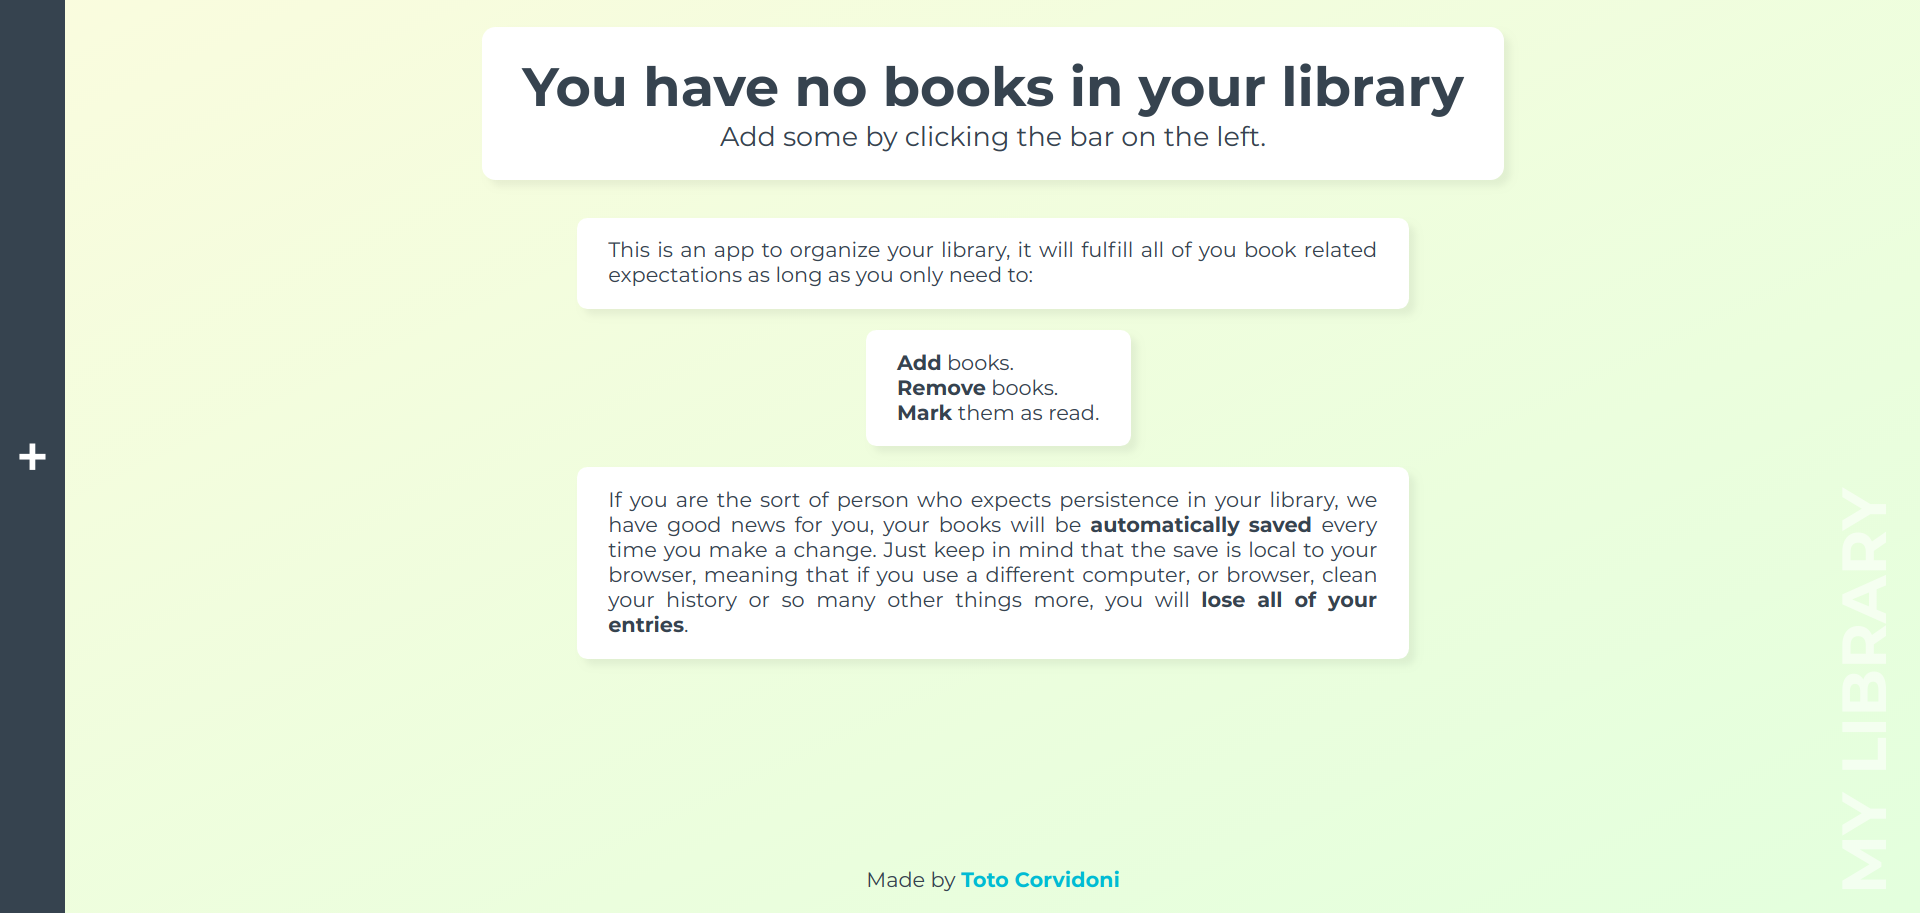 You have no books in your library
Add some by clicking the bar on the left.
This is an app to organize your library, it will fulfill all of you book related
expectations as long as you only need to:
Add books.
Remove books.
Mark them as read.
+
If you are the sort of person who expects persistence in your library, we
have good news for you, your books will be automatically saved every
time you make a change. Just keep in mind that the save is local to your
browser, meaning that if you use a different computer, or browser, clean
your history or so many other things more, you will lose all of your
entries.
MY LIBRARY
Made by Toto Corvidoni